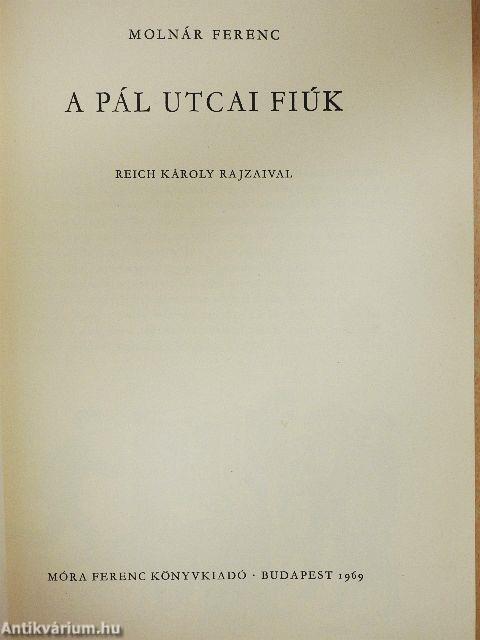 MOLNÁR FERENC
A PÁL UTCAI FIÚK
REICH KÁROLY RAJZAIVAL
MÓRA FERENC KÖNYVKIADÓ · BUDAPEST 1969
Antikvárium.hu